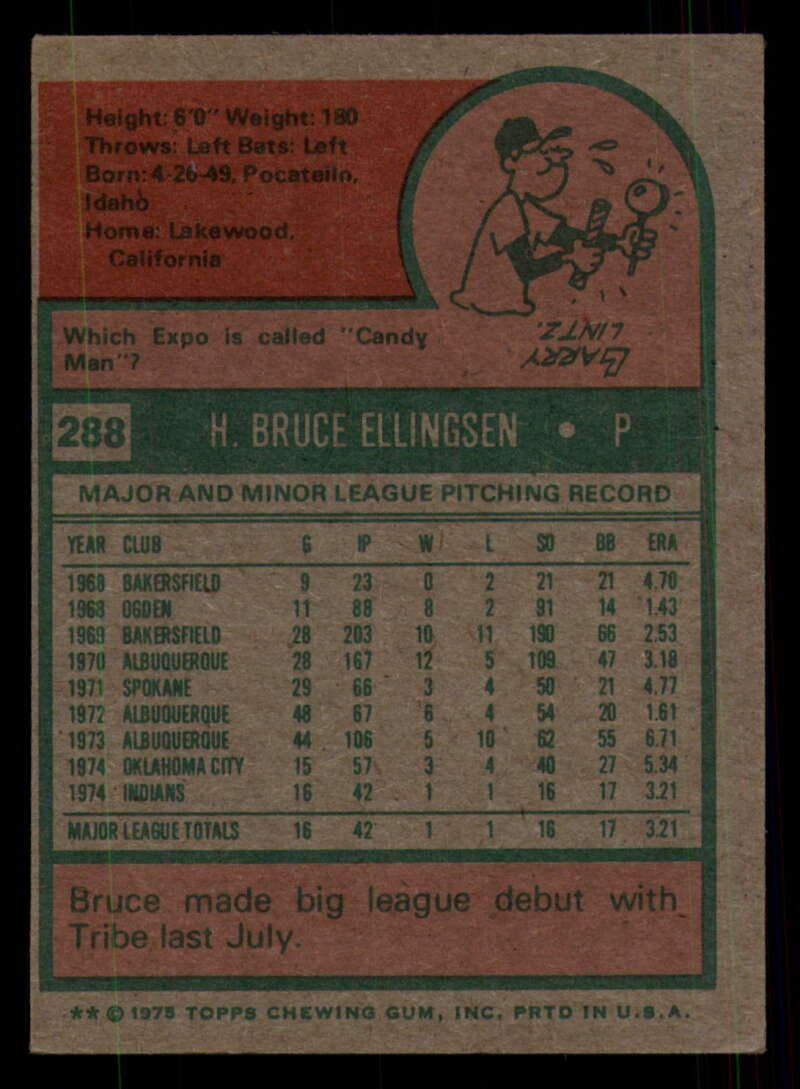 Height: 6'0" Weight: 180
Throws: Left Bats: Left
Born: 4-26-49, Pocatello,
Idaho
Home: Lakewood,
California
Which Expo is called "Candy
Man"?
BARRY
LINTZ.
288 H. BRUCE ELLINGSEN • P
MAJOR AND MINOR LEAGUE PITCHING RECORD
YEAR CLUB G IP W L SO BB ERA
1968 BAKERSFIELD 9 23 0 2 21 21 4.70
1968 OGDEN 11 88 8 2 91 14 1.43
1969 BAKERSFIELD 28 203 10 11 190 66 2.53
1970 ALBUQUERQUE 28 167 12 5 109 47 3.18
1971 SPOKANE 29 66 3 4 50 21 4.77
1972 ALBUQUERQUE 48 67 6 4 54 20 1.61
1973 ALBUQUERQUE 44 106 5 10 62 55 6.71
1974 OKLAHOMA CITY 15 57 3 4 40 27 5.34
1974 INDIANS 16 42 1 1 16 17 3.21
MAJOR LEAGUE TOTALS 16 42 1 1 16 17 3.21
Bruce made big league debut with
Tribe last July.
** © 1975 TOPPS CHEWING GUM, INC. PRTD IN U.S.A.